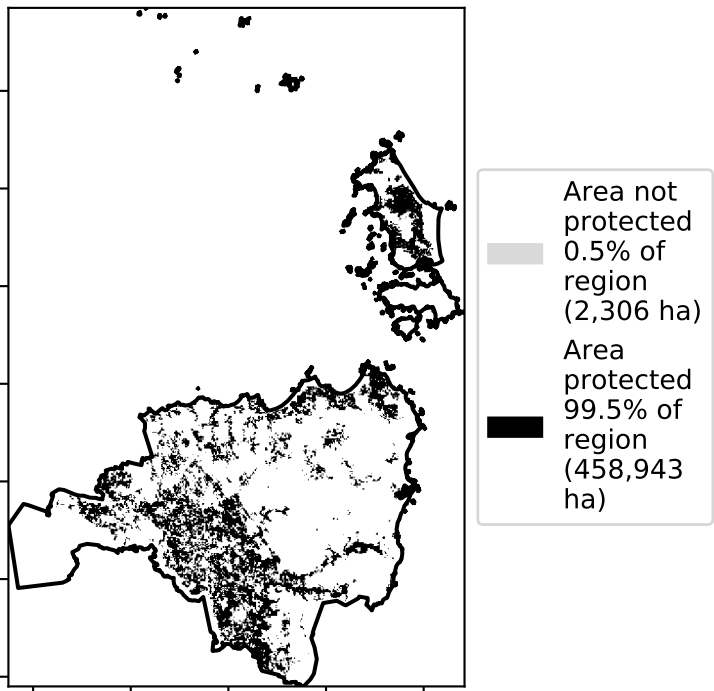 Area not
protected
0.5% of
region
(2,306 ha)
Area
protected
99.5% of
region
(458,943
ha)